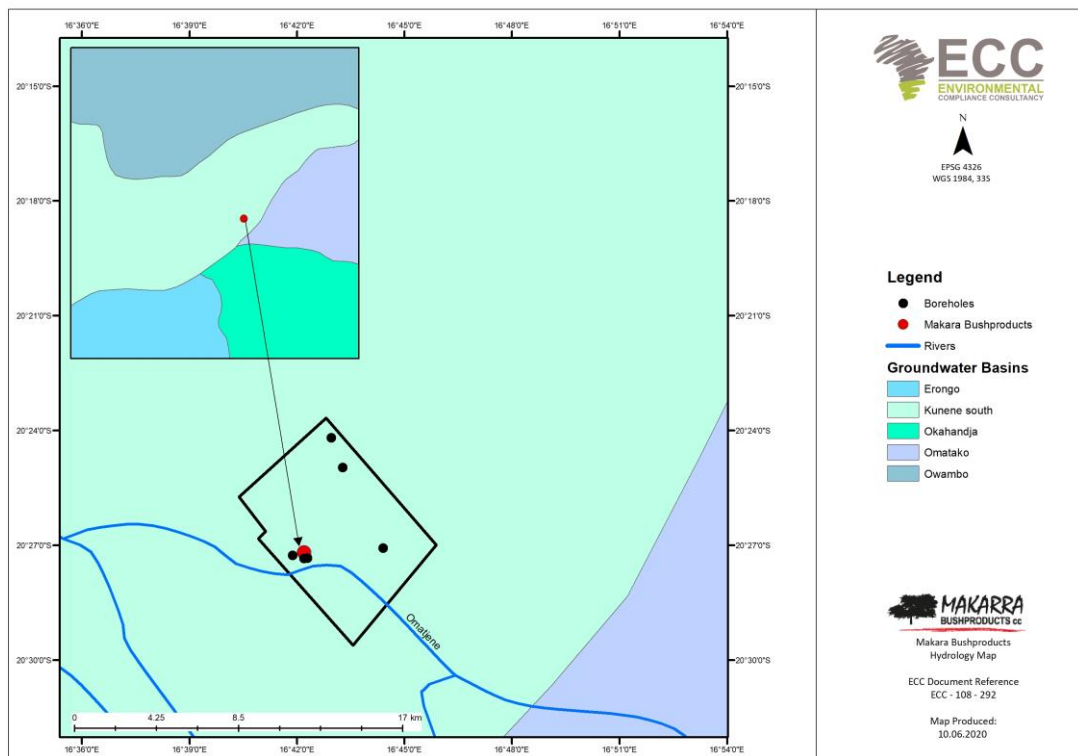 16°36'0"E 16°39'0"E 16°42'0"E 16°45'0"E 16°48'0"E 16°51'0"E 16°54'0"E
20°15'0"S 20°15'0"S
20°18'0"S 20°18'0"S
20°21'0"S 20°21'0"S
20°24'0"S 20°24'0"S
20°27'0"S 20°27'0"S
20°30'0"S 20°30'0"S
Omatjene
0 4.25 8.5 17 km
16°36'0"E 16°39'0"E 16°42'0"E 16°45'0"E 16°48'0"E 16°51'0"E 16°54'0"E
ECC
ENVIRONMENTAL
COMPLIANCE CONSULTANCY
N
EPSG 4326
WGS 1984, 33S
Legend
Boreholes
Makara Bushproducts
Rivers
Groundwater Basins
Erongo
Kunene south
Okahandja
Omatako
Owambo
MAKARRA
BUSHPRODUCTS cc
Makara Bushproducts
Hydrology Map
ECC Document Reference
ECC - 108 - 292
Map Produced:
10.06.2020